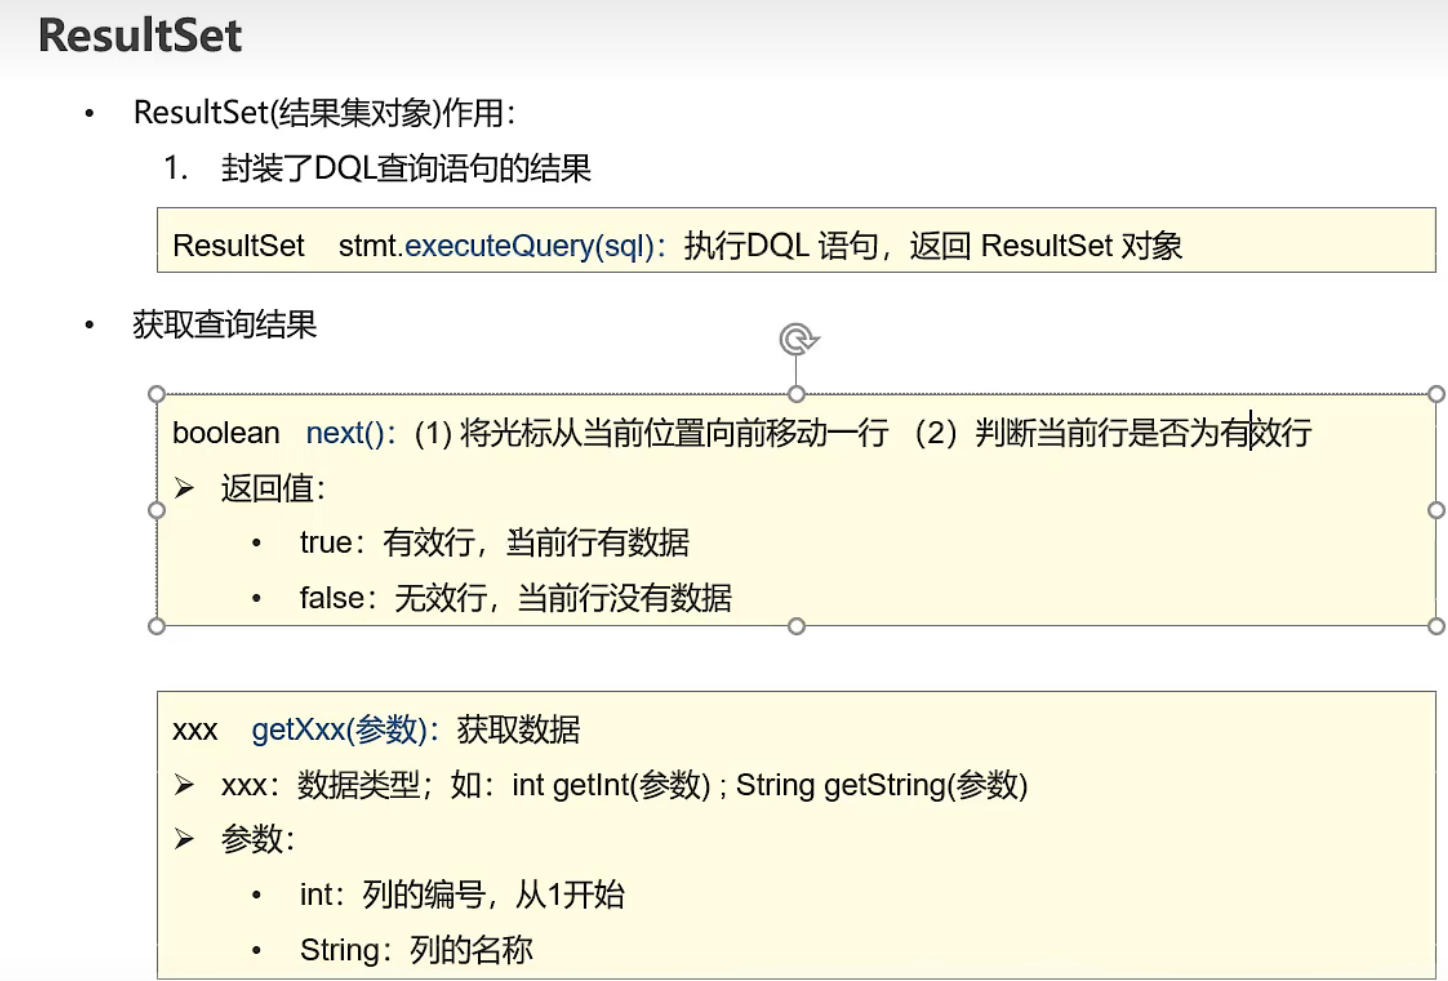 ResultSet
• ResultSet(结果集对象)作用：
1. 封装了DQL查询语句的结果
ResultSet stmt.executeQuery(sql)：执行DQL 语句，返回 ResultSet 对象
• 获取查询结果
boolean next()：(1) 将光标从当前位置向前移动一行 （2）判断当前行是否为有效行
➢ 返回值：
• true：有效行，当前行有数据
• false：无效行，当前行没有数据
xxx getXxx(参数)：获取数据
➢ xxx：数据类型；如：int getInt(参数) ; String getString(参数)
➢ 参数：
• int：列的编号，从1开始
• String：列的名称